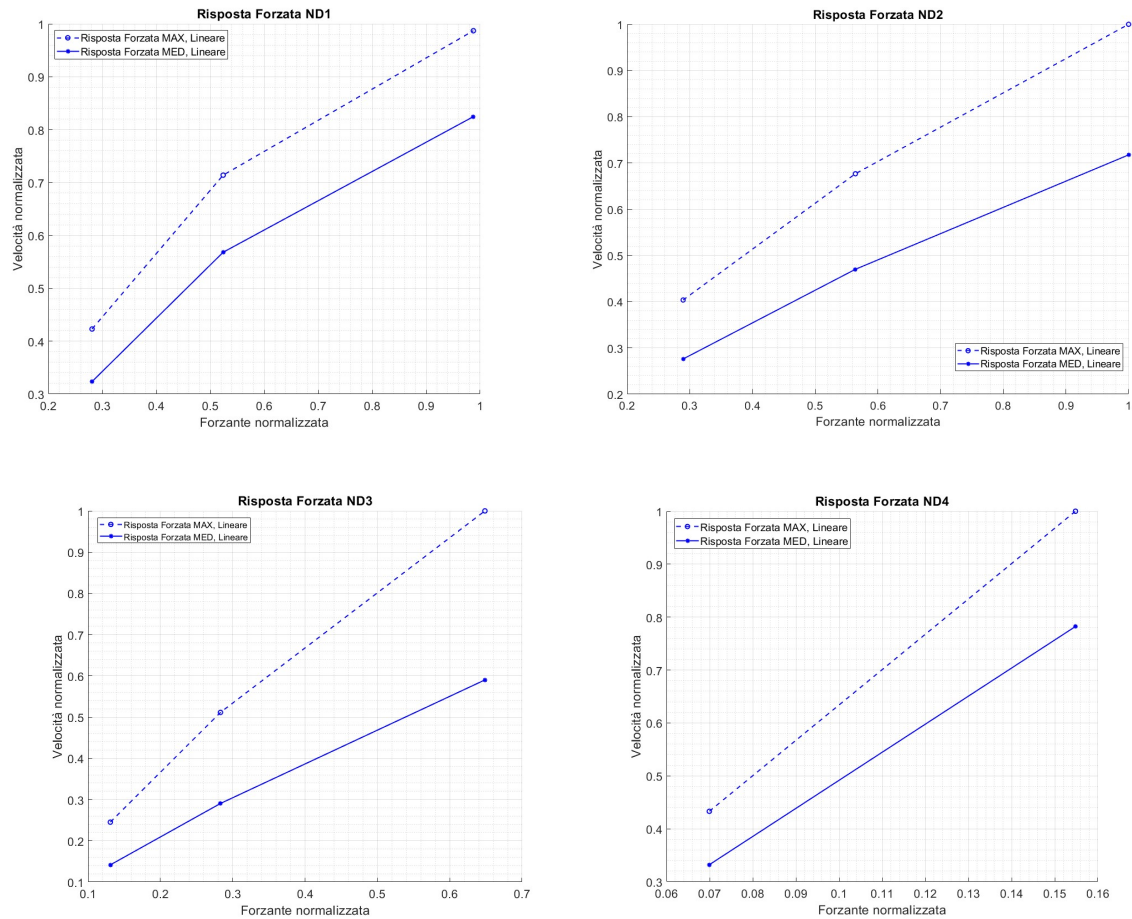 Risposta Forzata ND1
Risposta Forzata MAX, Lineare
Risposta Forzata MED, Lineare
Velocità normalizzata
1
0.9
0.8
0.7
0.6
0.5
0.4
0.3
0.2 0.3 0.4 0.5 0.6 0.7 0.8 0.9 1
Forzante normalizzata
Risposta Forzata ND2
Velocità normalizzata
1
0.9
0.8
0.7
0.6
0.5
0.4
0.3
0.2
Risposta Forzata MAX, Lineare
Risposta Forzata MED, Lineare
0.2 0.3 0.4 0.5 0.6 0.7 0.8 0.9 1
Forzante normalizzata
Risposta Forzata ND3
Risposta Forzata MAX, Lineare
Risposta Forzata MED, Lineare
Velocità normalizzata
1
0.9
0.8
0.7
0.6
0.5
0.4
0.3
0.2
0.1
0.1 0.2 0.3 0.4 0.5 0.6 0.7
Forzante normalizzata
Risposta Forzata ND4
Risposta Forzata MAX, Lineare
Risposta Forzata MED, Lineare
Velocità normalizzata
1
0.9
0.8
0.7
0.6
0.5
0.4
0.3
0.06 0.07 0.08 0.09 0.1 0.11 0.12 0.13 0.14 0.15 0.16
Forzante normalizzata